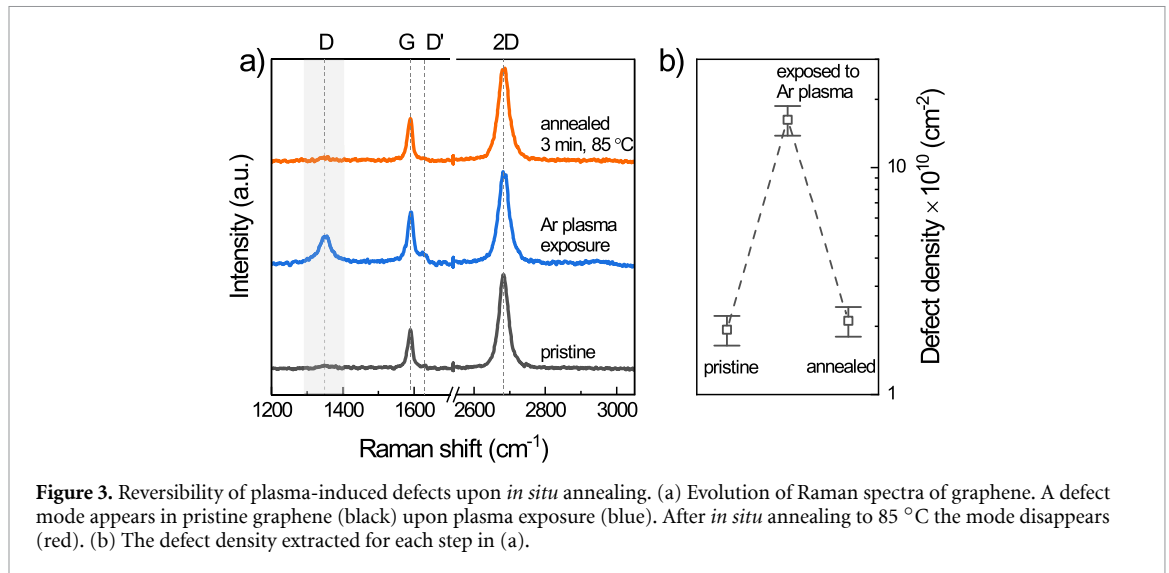 a)
D
G
D'
2D
annealed
3 min, 85 °C
Ar plasma
exposure
pristine
Intensity (a.u.)
1200
1400
1600
2600
2800
3000
Raman shift (cm-1)
b)
exposed to
Ar plasma
pristine
annealed
10
1
Defect density × 10^10 (cm-2)
Figure 3. Reversibility of plasma-induced defects upon in situ annealing. (a) Evolution of Raman spectra of graphene. A defect
mode appears in pristine graphene (black) upon plasma exposure (blue). After in situ annealing to 85 °C the mode disappears
(red). (b) The defect density extracted for each step in (a).